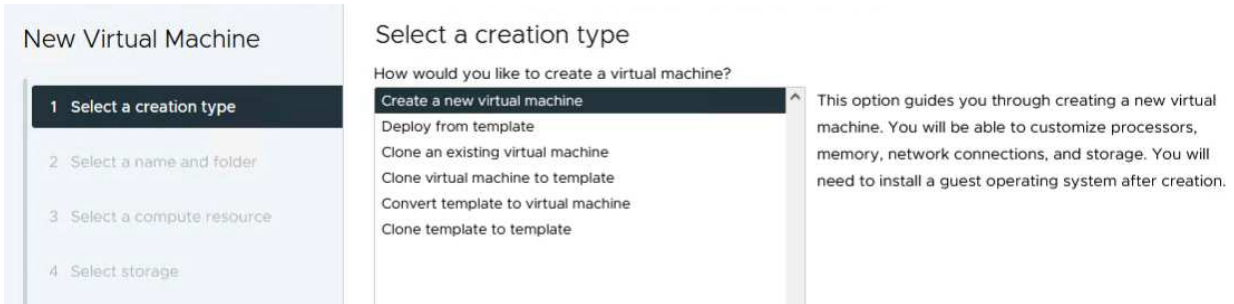 New Virtual Machine
1 Select a creation type
2 Select a name and folder
3 Select a compute resource
4 Select storage
Select a creation type
How would you like to create a virtual machine?
Create a new virtual machine
Deploy from template
Clone an existing virtual machine
Clone virtual machine to template
Convert template to virtual machine
Clone template to template
This option guides you through creating a new virtual
machine. You will be able to customize processors,
memory, network connections, and storage. You will
need to install a guest operating system after creation.